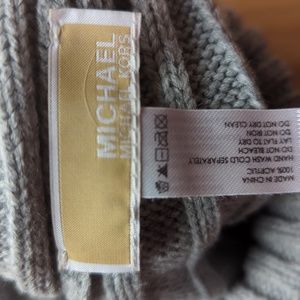 MICHAEL
MICHAEL KORS
MADE IN CHINA
100% ACRYLIC
HAND WASH COLD SEPARATELY
DO NOT BLEACH
LAY FLAT TO DRY
DO NOT IRON
DO NOT DRY CLEAN